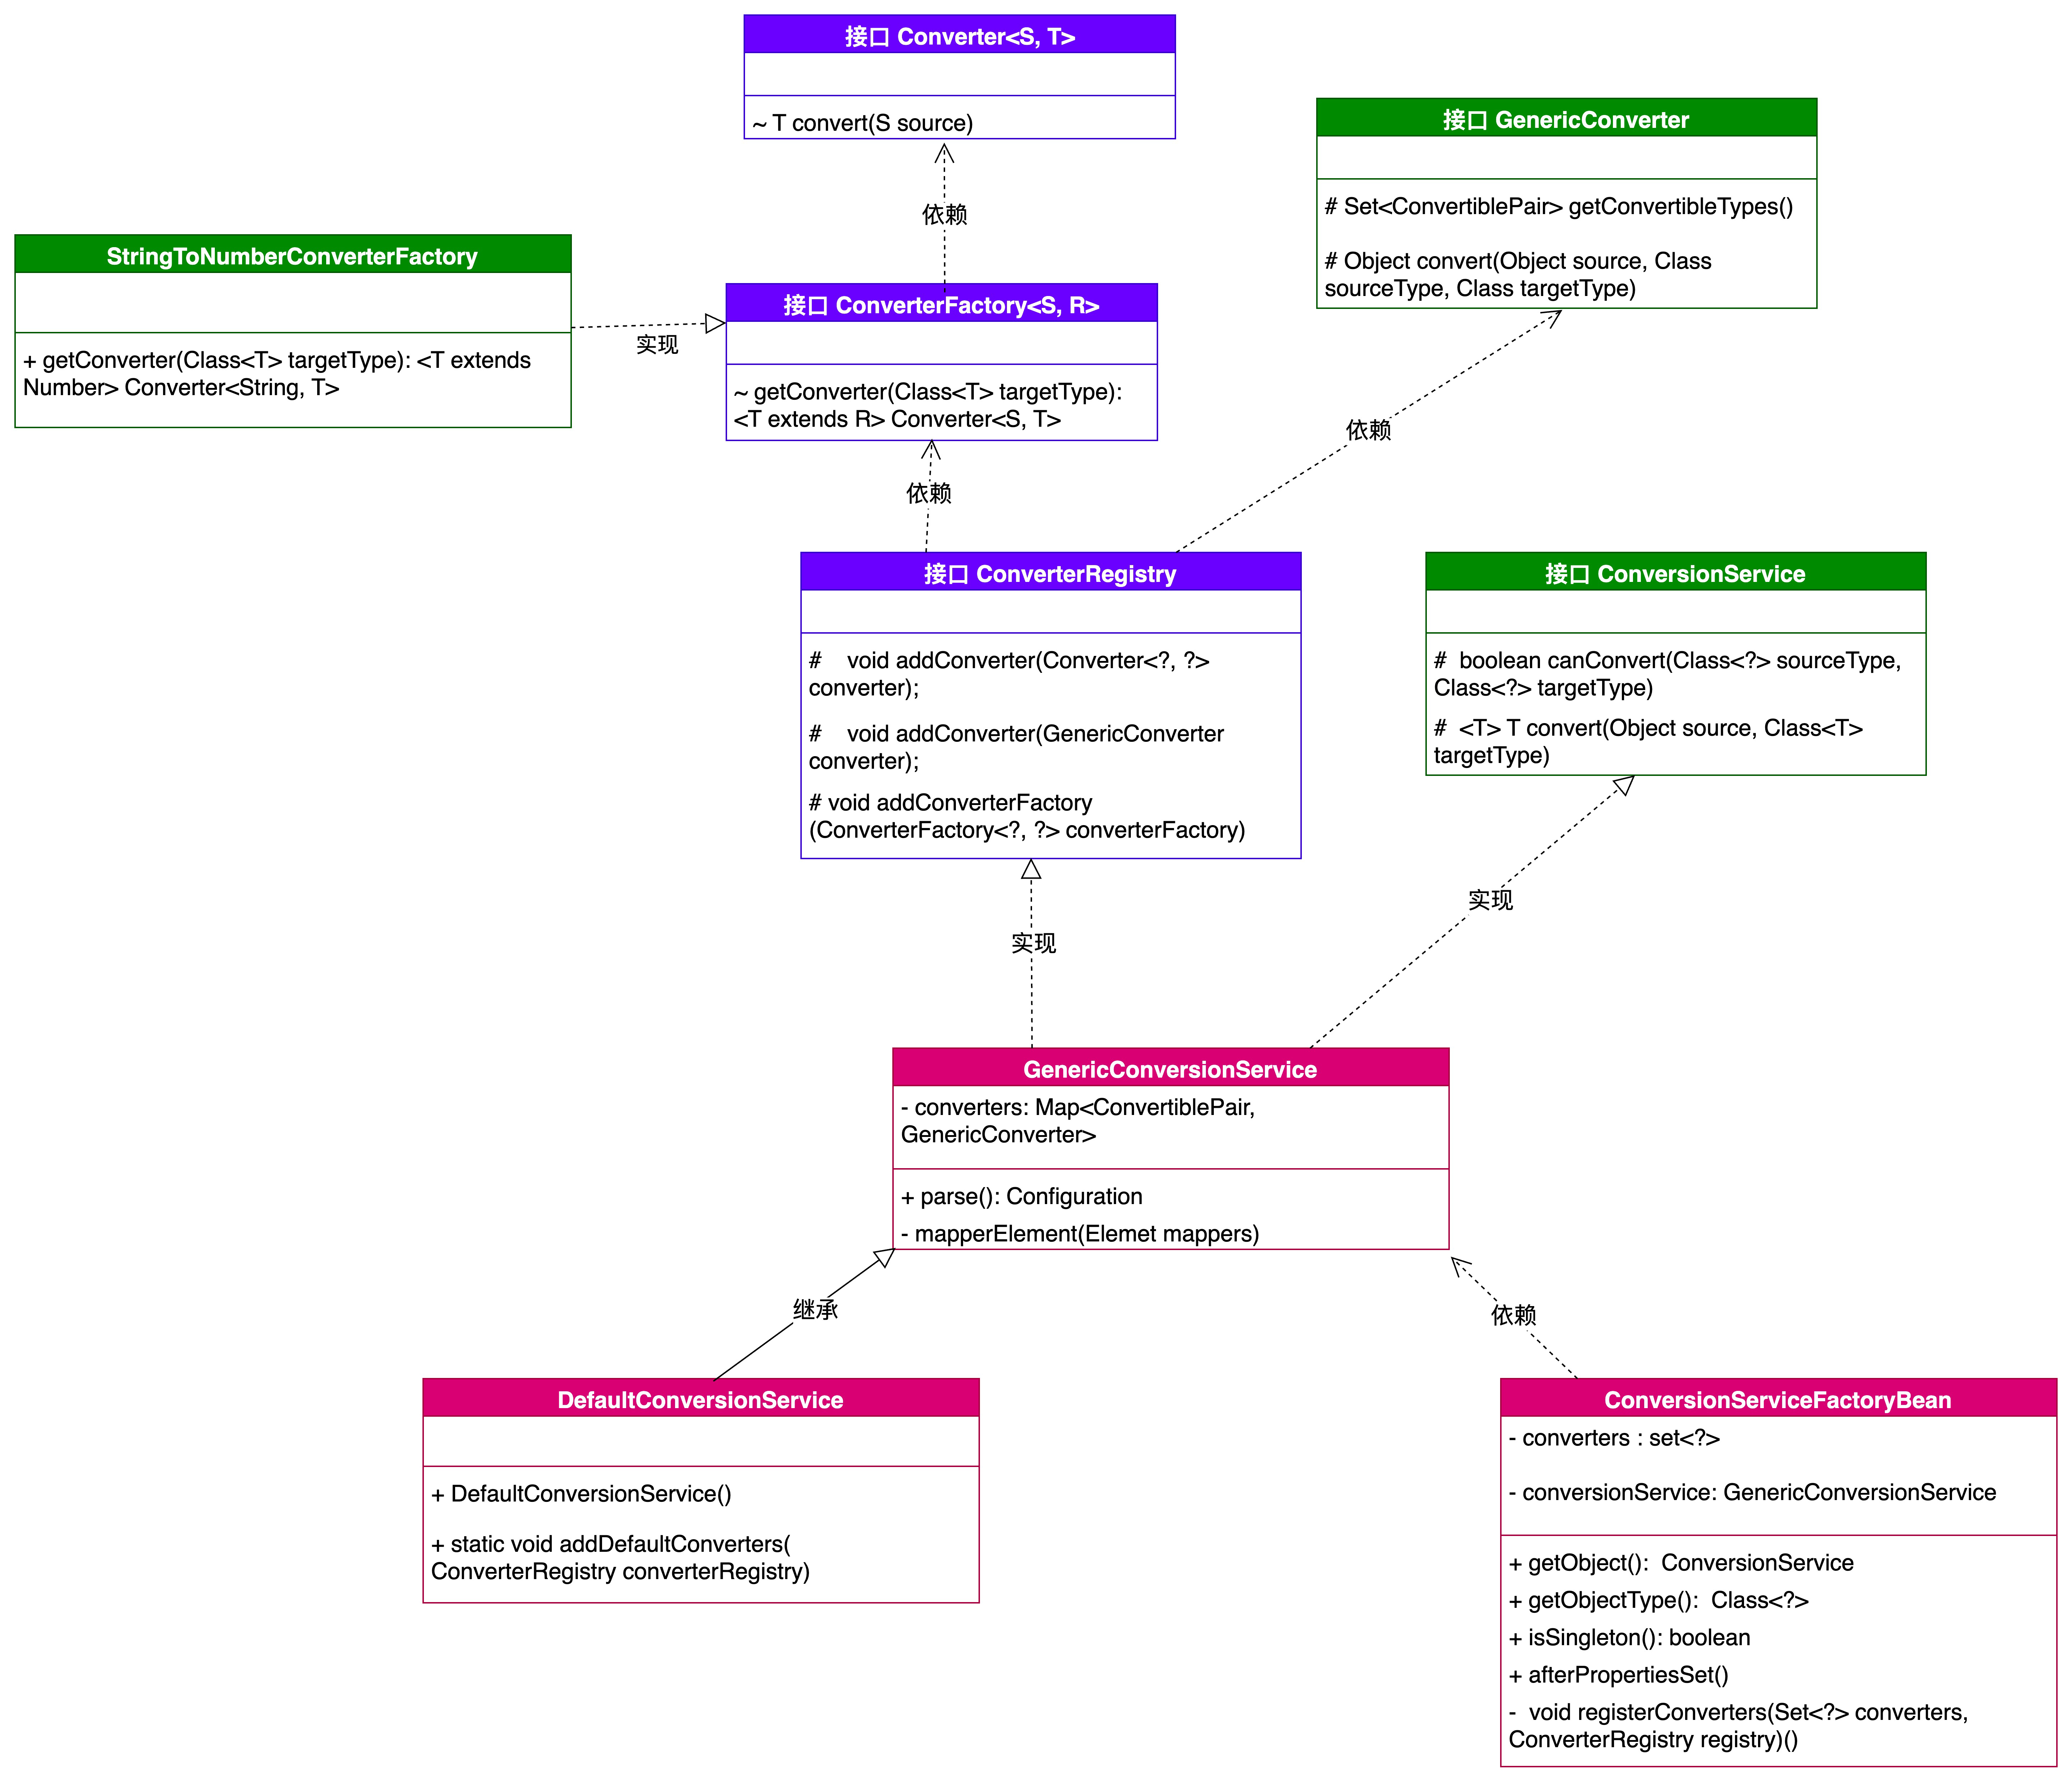 接口 Converter<S, T>
~ T convert(S source)
接口 GenericConverter
# Set<ConvertiblePair> getConvertibleTypes()
# Object convert(Object source, Class
sourceType, Class targetType)
依赖
StringToNumberConverterFactory
+ getConverter(Class<T> targetType): <T extends
Number> Converter<String, T>
实现
接口 ConverterFactory<S, R>
~ getConverter(Class<T> targetType):
<T extends R> Converter<S, T>
依赖
依赖
接口 ConverterRegistry
#    void addConverter(Converter<?, ?>
converter);
#    void addConverter(GenericConverter
converter);
# void addConverterFactory
(ConverterFactory<?, ?> converterFactory)
接口 ConversionService
#  boolean canConvert(Class<?> sourceType,
Class<?> targetType)
#  <T> T convert(Object source, Class<T>
targetType)
实现
实现
GenericConversionService
- converters: Map<ConvertiblePair,
GenericConverter>
+ parse(): Configuration
- mapperElement(Elemet mappers)
继承
依赖
DefaultConversionService
+ DefaultConversionService()
+ static void addDefaultConverters(
ConverterRegistry converterRegistry)
ConversionServiceFactoryBean
- converters : set<?>
- conversionService: GenericConversionService
+ getObject():  ConversionService
+ getObjectType():  Class<?>
+ isSingleton(): boolean
+ afterPropertiesSet()
-  void registerConverters(Set<?> converters,
ConverterRegistry registry)()